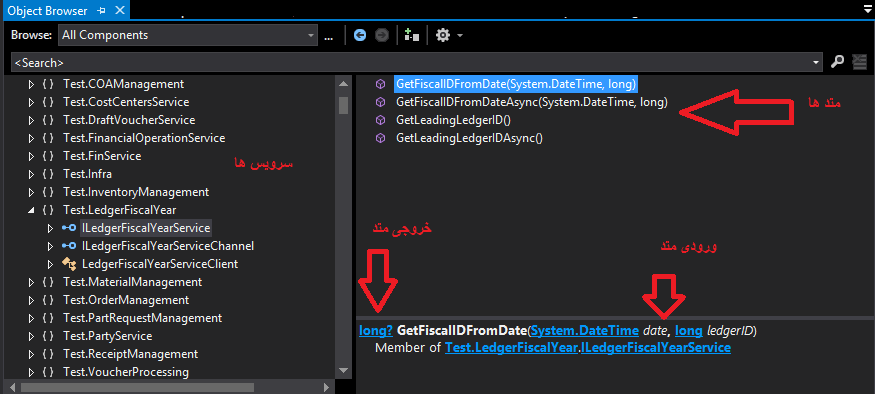 Object Browser
Browse: All Components ...
<Search>
{ } Test.COAManagement
{ } Test.CostCentersService
{ } Test.DraftVoucherService
{ } Test.FinancialOperationService
{ } Test.FinService
{ } Test.Infra
{ } Test.InventoryManagement
{ } Test.LedgerFiscalYear
ILedgerFiscalYearService
ILedgerFiscalYearServiceChannel
LedgerFiscalYearServiceClient
{ } Test.MaterialManagement
{ } Test.OrderManagement
{ } Test.PartRequestManagement
{ } Test.PartyService
{ } Test.ReceiptManagement
{ } Test.VoucherProcessing
سرویس ها
GetFiscalIDFromDate(System.DateTime, long)
GetFiscalIDFromDateAsync(System.DateTime, long)
GetLeadingLedgerID()
GetLeadingLedgerIDAsync()
متد ها
خروجی متد
ورودی متد
long? GetFiscalIDFromDate(System.DateTime date, long ledgerID)
Member of Test.LedgerFiscalYear.ILedgerFiscalYearService